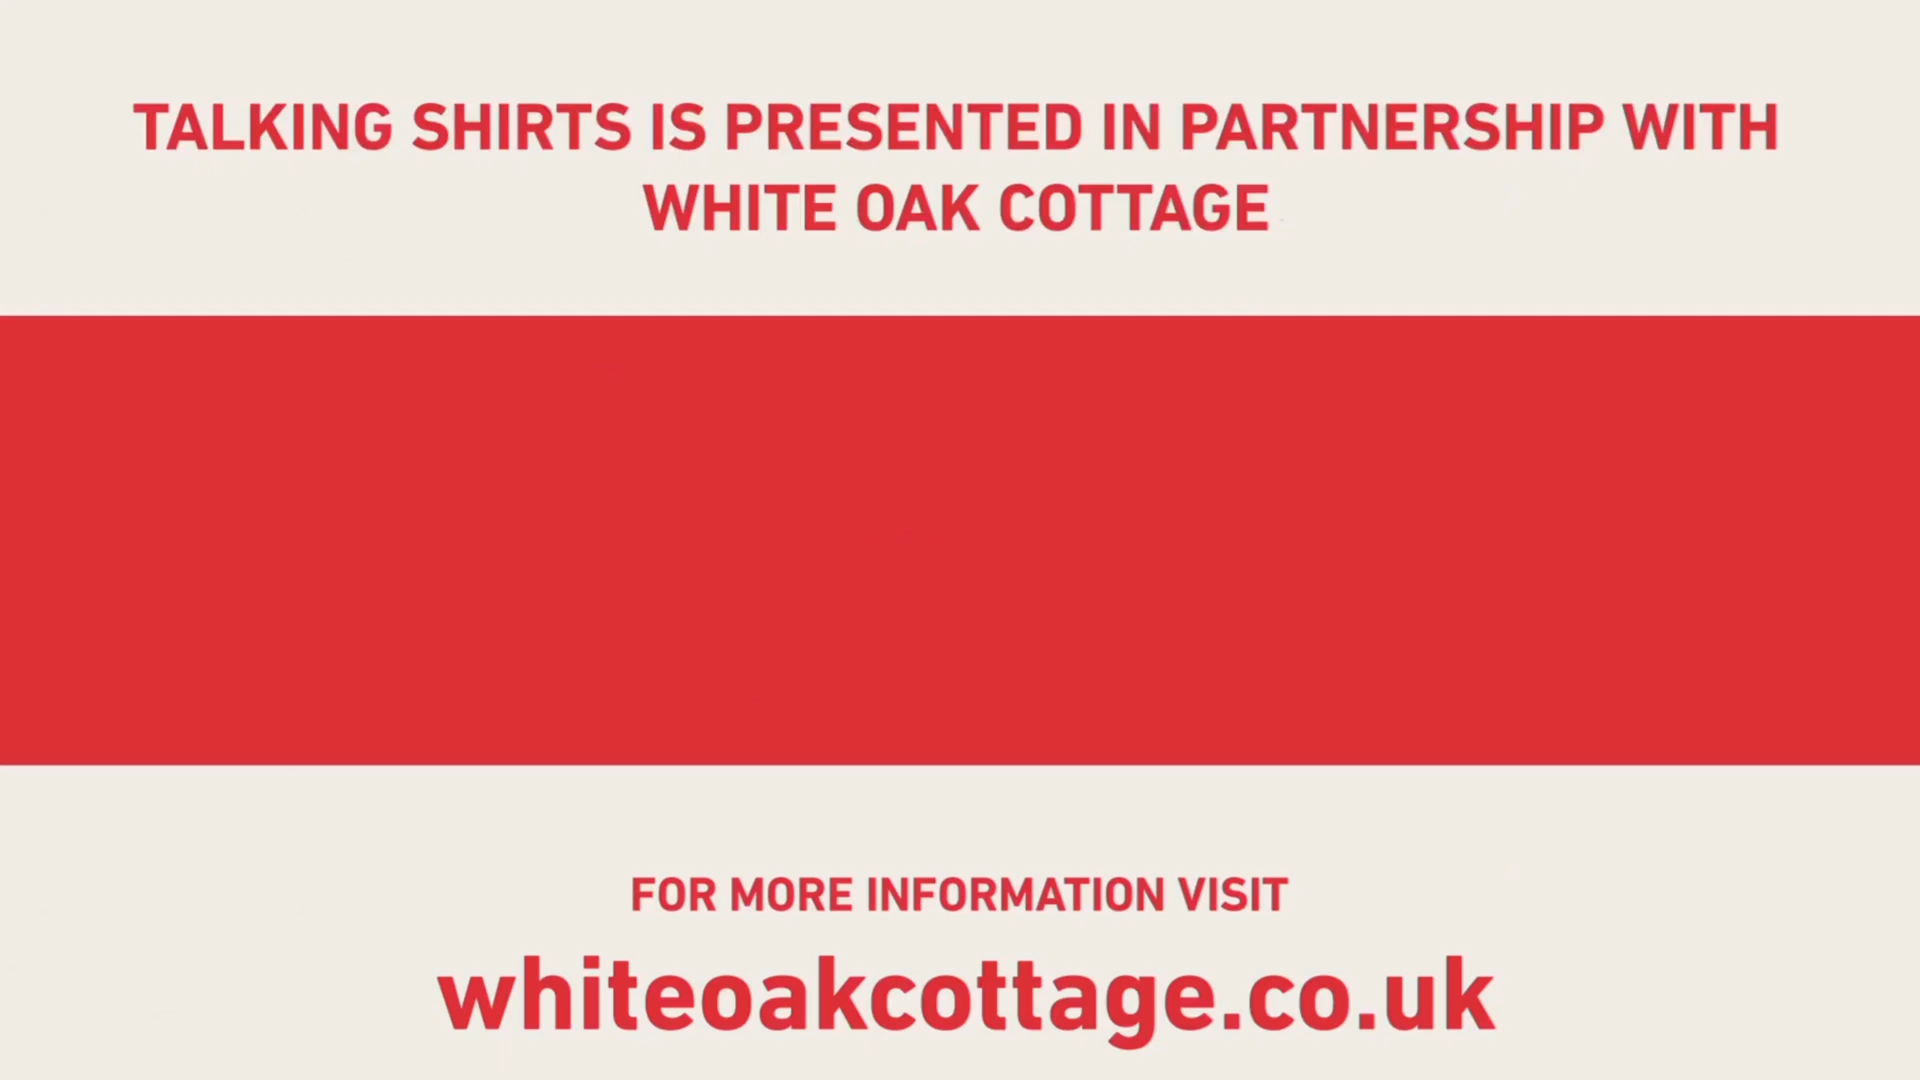 TALKING SHIRTS IS PRESENTED IN PARTNERSHIP WITH
WHITE OAK COTTAGE
FOR MORE INFORMATION VISIT
whiteoakcottage.co.uk